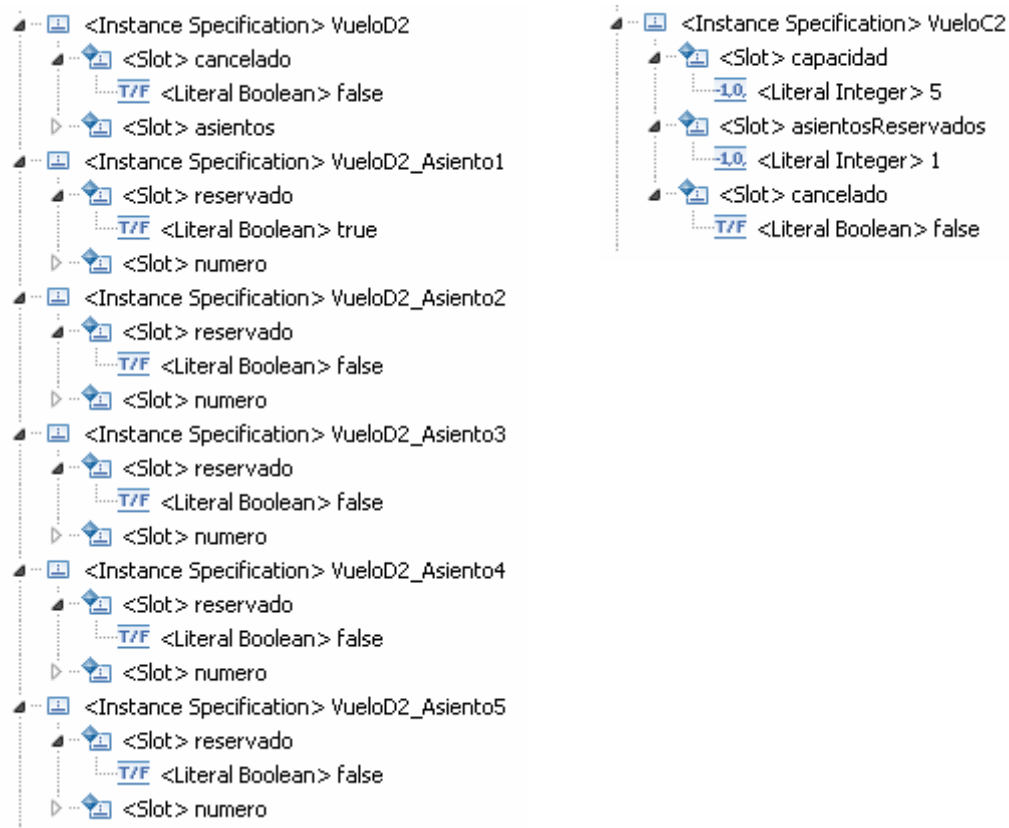 <Instance Specification> VueloD2
<Slot> cancelado
T/F <Literal Boolean> false
<Slot> asientos
<Instance Specification> VueloD2_Asiento1
<Slot> reservado
T/F <Literal Boolean> true
<Slot> numero
<Instance Specification> VueloD2_Asiento2
<Slot> reservado
T/F <Literal Boolean> false
<Slot> numero
<Instance Specification> VueloD2_Asiento3
<Slot> reservado
T/F <Literal Boolean> false
<Slot> numero
<Instance Specification> VueloD2_Asiento4
<Slot> reservado
T/F <Literal Boolean> false
<Slot> numero
<Instance Specification> VueloD2_Asiento5
<Slot> reservado
T/F <Literal Boolean> false
<Slot> numero
<Instance Specification> VueloC2
<Slot> capacidad
-1,0, <Literal Integer> 5
<Slot> asientosReservados
-1,0, <Literal Integer> 1
<Slot> cancelado
T/F <Literal Boolean> false